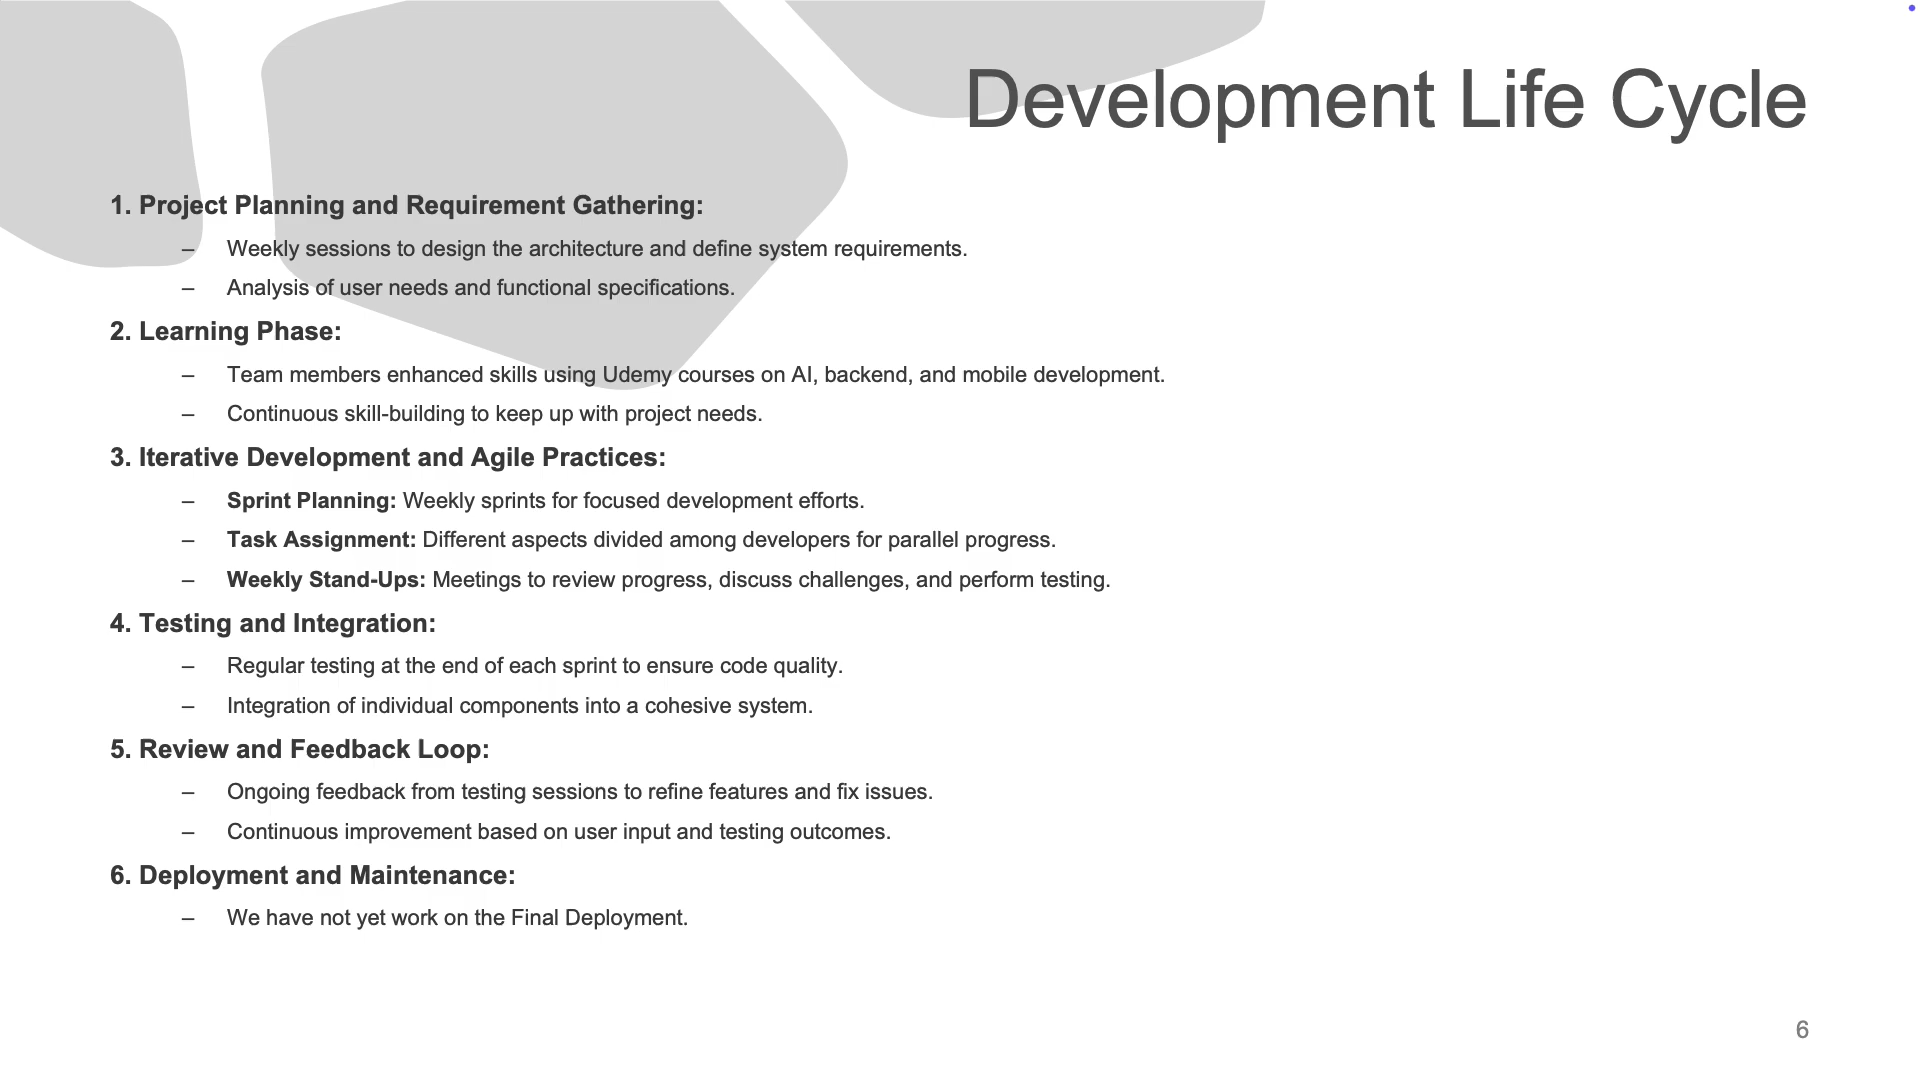 Development Life Cycle
1. Project Planning and Requirement Gathering:
– Weekly sessions to design the architecture and define system requirements.
– Analysis of user needs and functional specifications.
2. Learning Phase:
– Team members enhanced skills using Udemy courses on AI, backend, and mobile development.
– Continuous skill-building to keep up with project needs.
3. Iterative Development and Agile Practices:
– Sprint Planning: Weekly sprints for focused development efforts.
– Task Assignment: Different aspects divided among developers for parallel progress.
– Weekly Stand-Ups: Meetings to review progress, discuss challenges, and perform testing.
4. Testing and Integration:
– Regular testing at the end of each sprint to ensure code quality.
– Integration of individual components into a cohesive system.
5. Review and Feedback Loop:
– Ongoing feedback from testing sessions to refine features and fix issues.
– Continuous improvement based on user input and testing outcomes.
6. Deployment and Maintenance:
– We have not yet work on the Final Deployment.
6